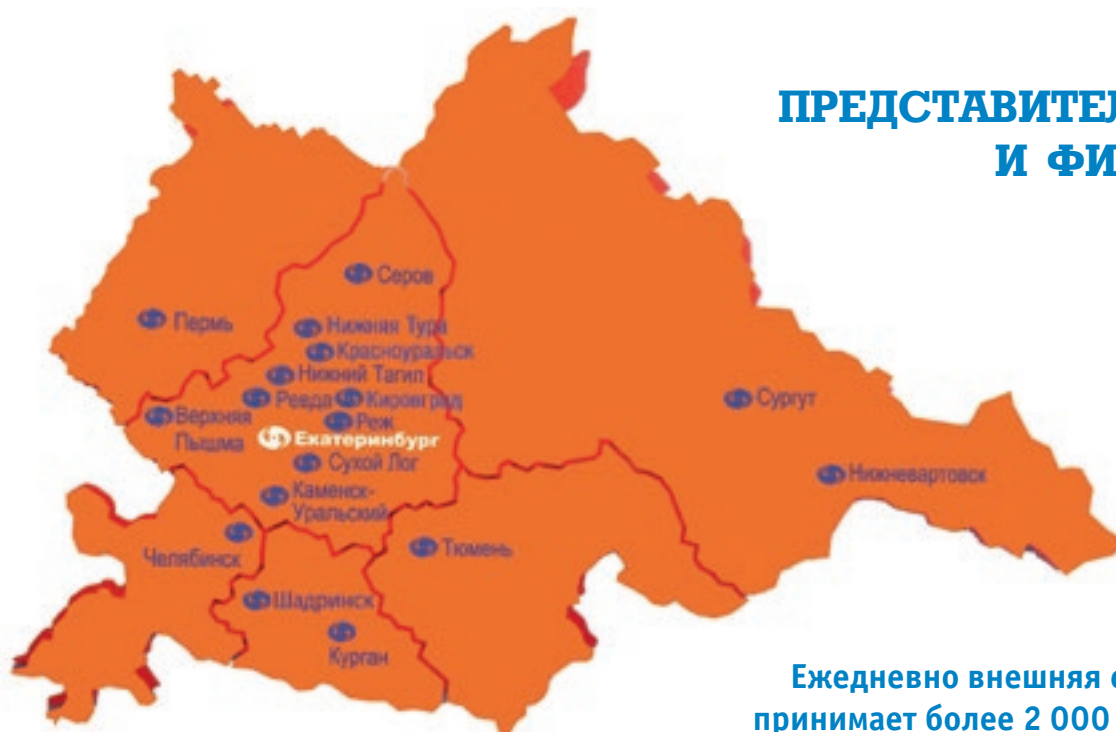 ПРЕДСТАВИТЕЛ
И ФИ
Серов
Пермь
Нижняя Тура
Красноуральск
Нижний Тагил
Ревда
Кировград
Сургут
Верхняя
Пышма
Реж
Екатеринбург
Сухой Лог
Нижневартовск
Каменск-
Уральский
Челябинск
Тюмень
Шадринск
Курган
Ежедневно внешняя с
принимает более 2 000